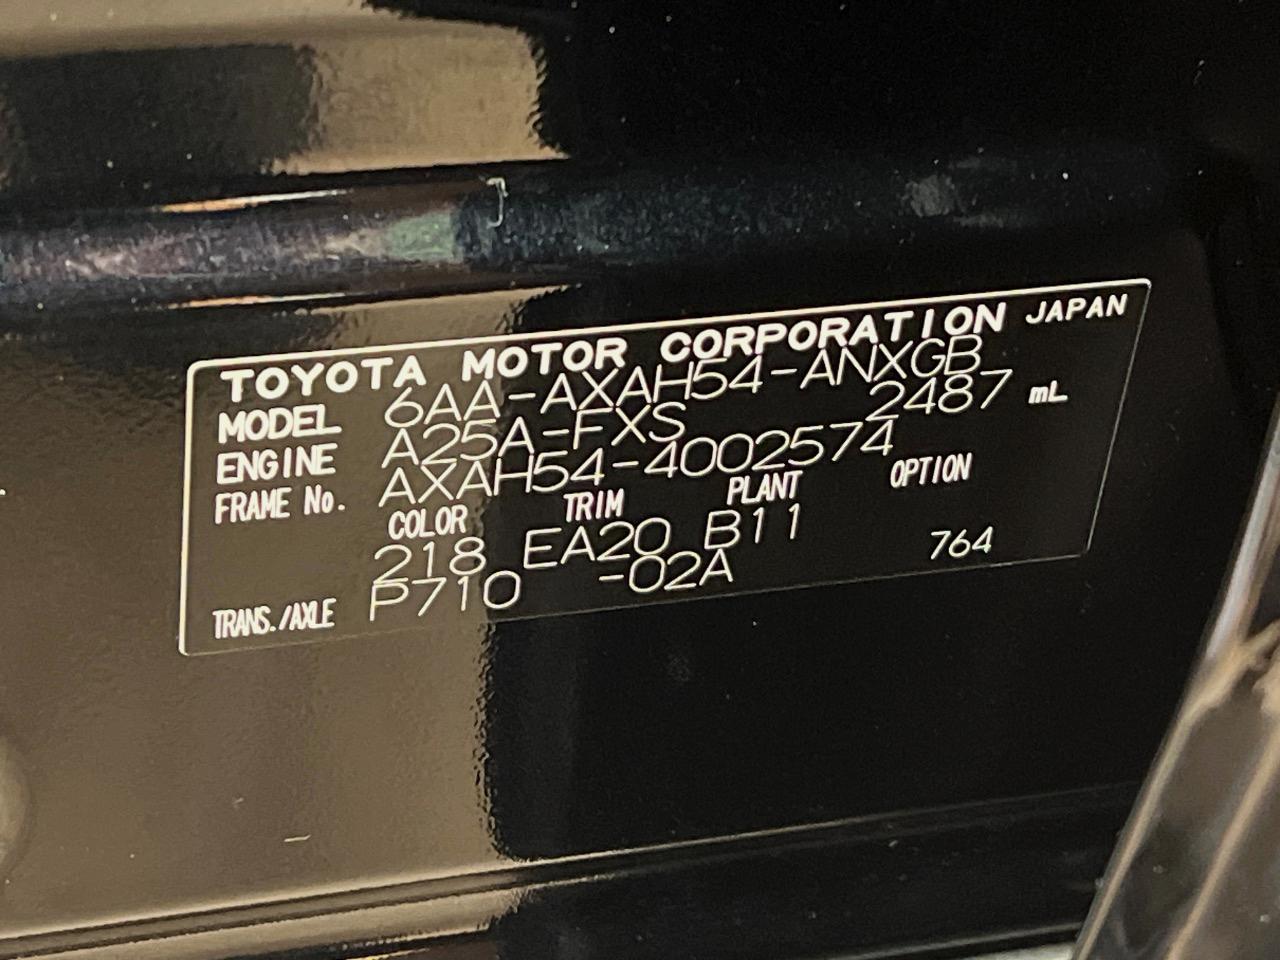 TOYOTA MOTOR CORPORATION JAPAN
MODEL 6AA-AXAH54-ANXGB
ENGINE A25A-FXS 2487 mL
FRAME No. AXAH54-4002574
COLOR TRIM PLANT OPTION
218 EA20 B11 764
TRANS./AXLE P710 -02A